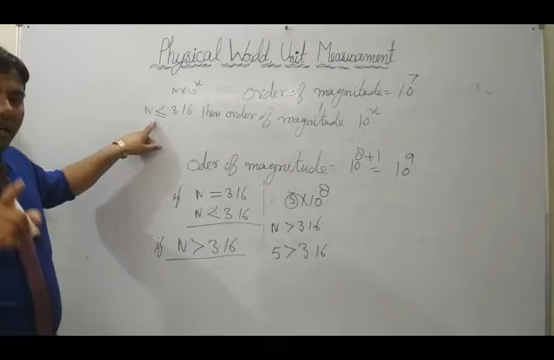 Physical World Unit Measurement
N×10^x order of magnitude = 10^7
N ≤ 3.16 then order of magnitude 10^x
Oder of magnitude = 10^8+1 = 10^9
if N = 3.16
N < 3.16
if N > 3.16
5×10^8
N > 3.16
5 > 3.16